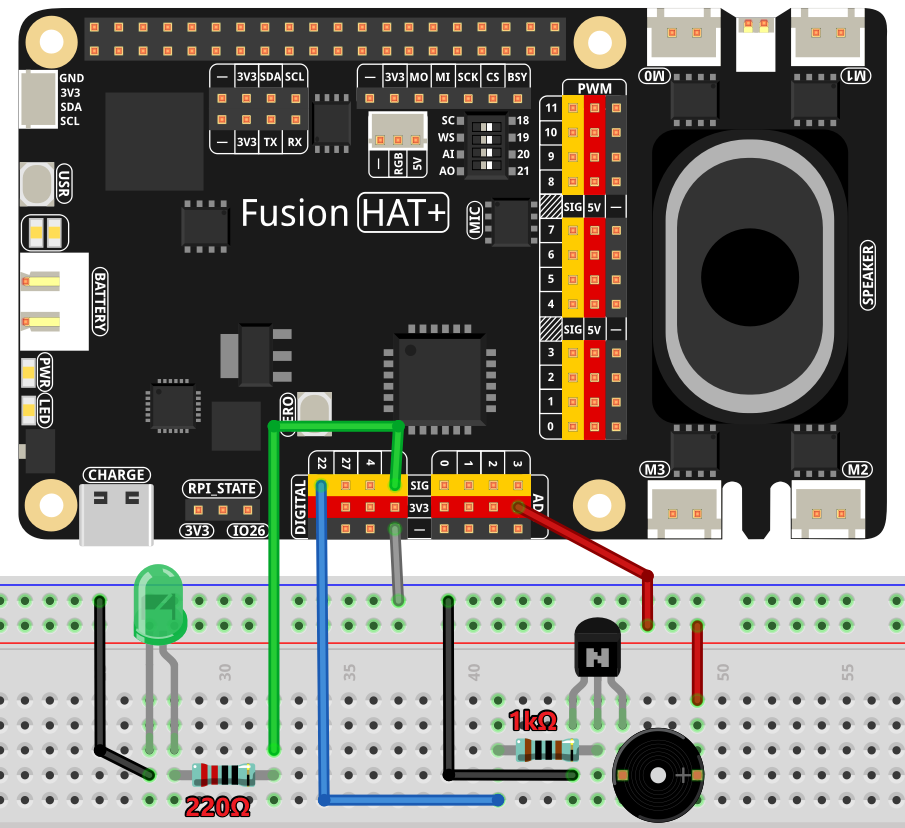 GND
3V3
SDA
SCL
— 3V3 SDA SCL
— 3V3 TX RX
— 3V3 MO MI SCK CS BSY
— RGB 5V
SC 18
WS 19
AI 20
AO 21
PWM
11
10
9
8
SIG 5V —
7
6
5
4
SIG 5V —
3
2
1
0
M0
M1
USR
Fusion HAT+
MIC
SPEAKER
BATTERY
PWR
LED
CHARGE
RPI_STATE
3V3 IO26
22 27 4
DIGITAL
SIG
3V3
—
0 1 2 3
M3
M2
30 35 40 50 55
N
1kΩ
+
220Ω